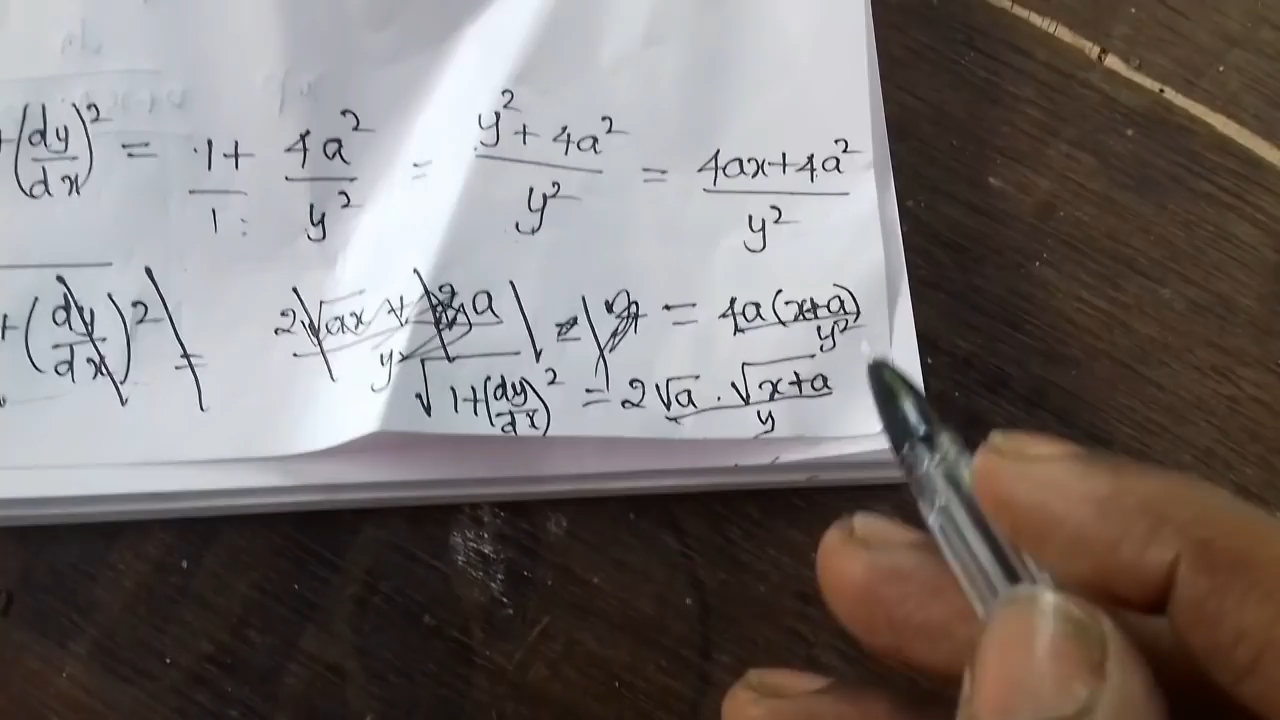 +(dy/dx)² = 1/1 + 4a²/y² = (y² + 4a²)/y² = (4ax+4a²)/y²
+(dy/dx)² = = 4a(x+a)/y²
√(1+(dy/dx)²) = 2√a · √(x+a)/y